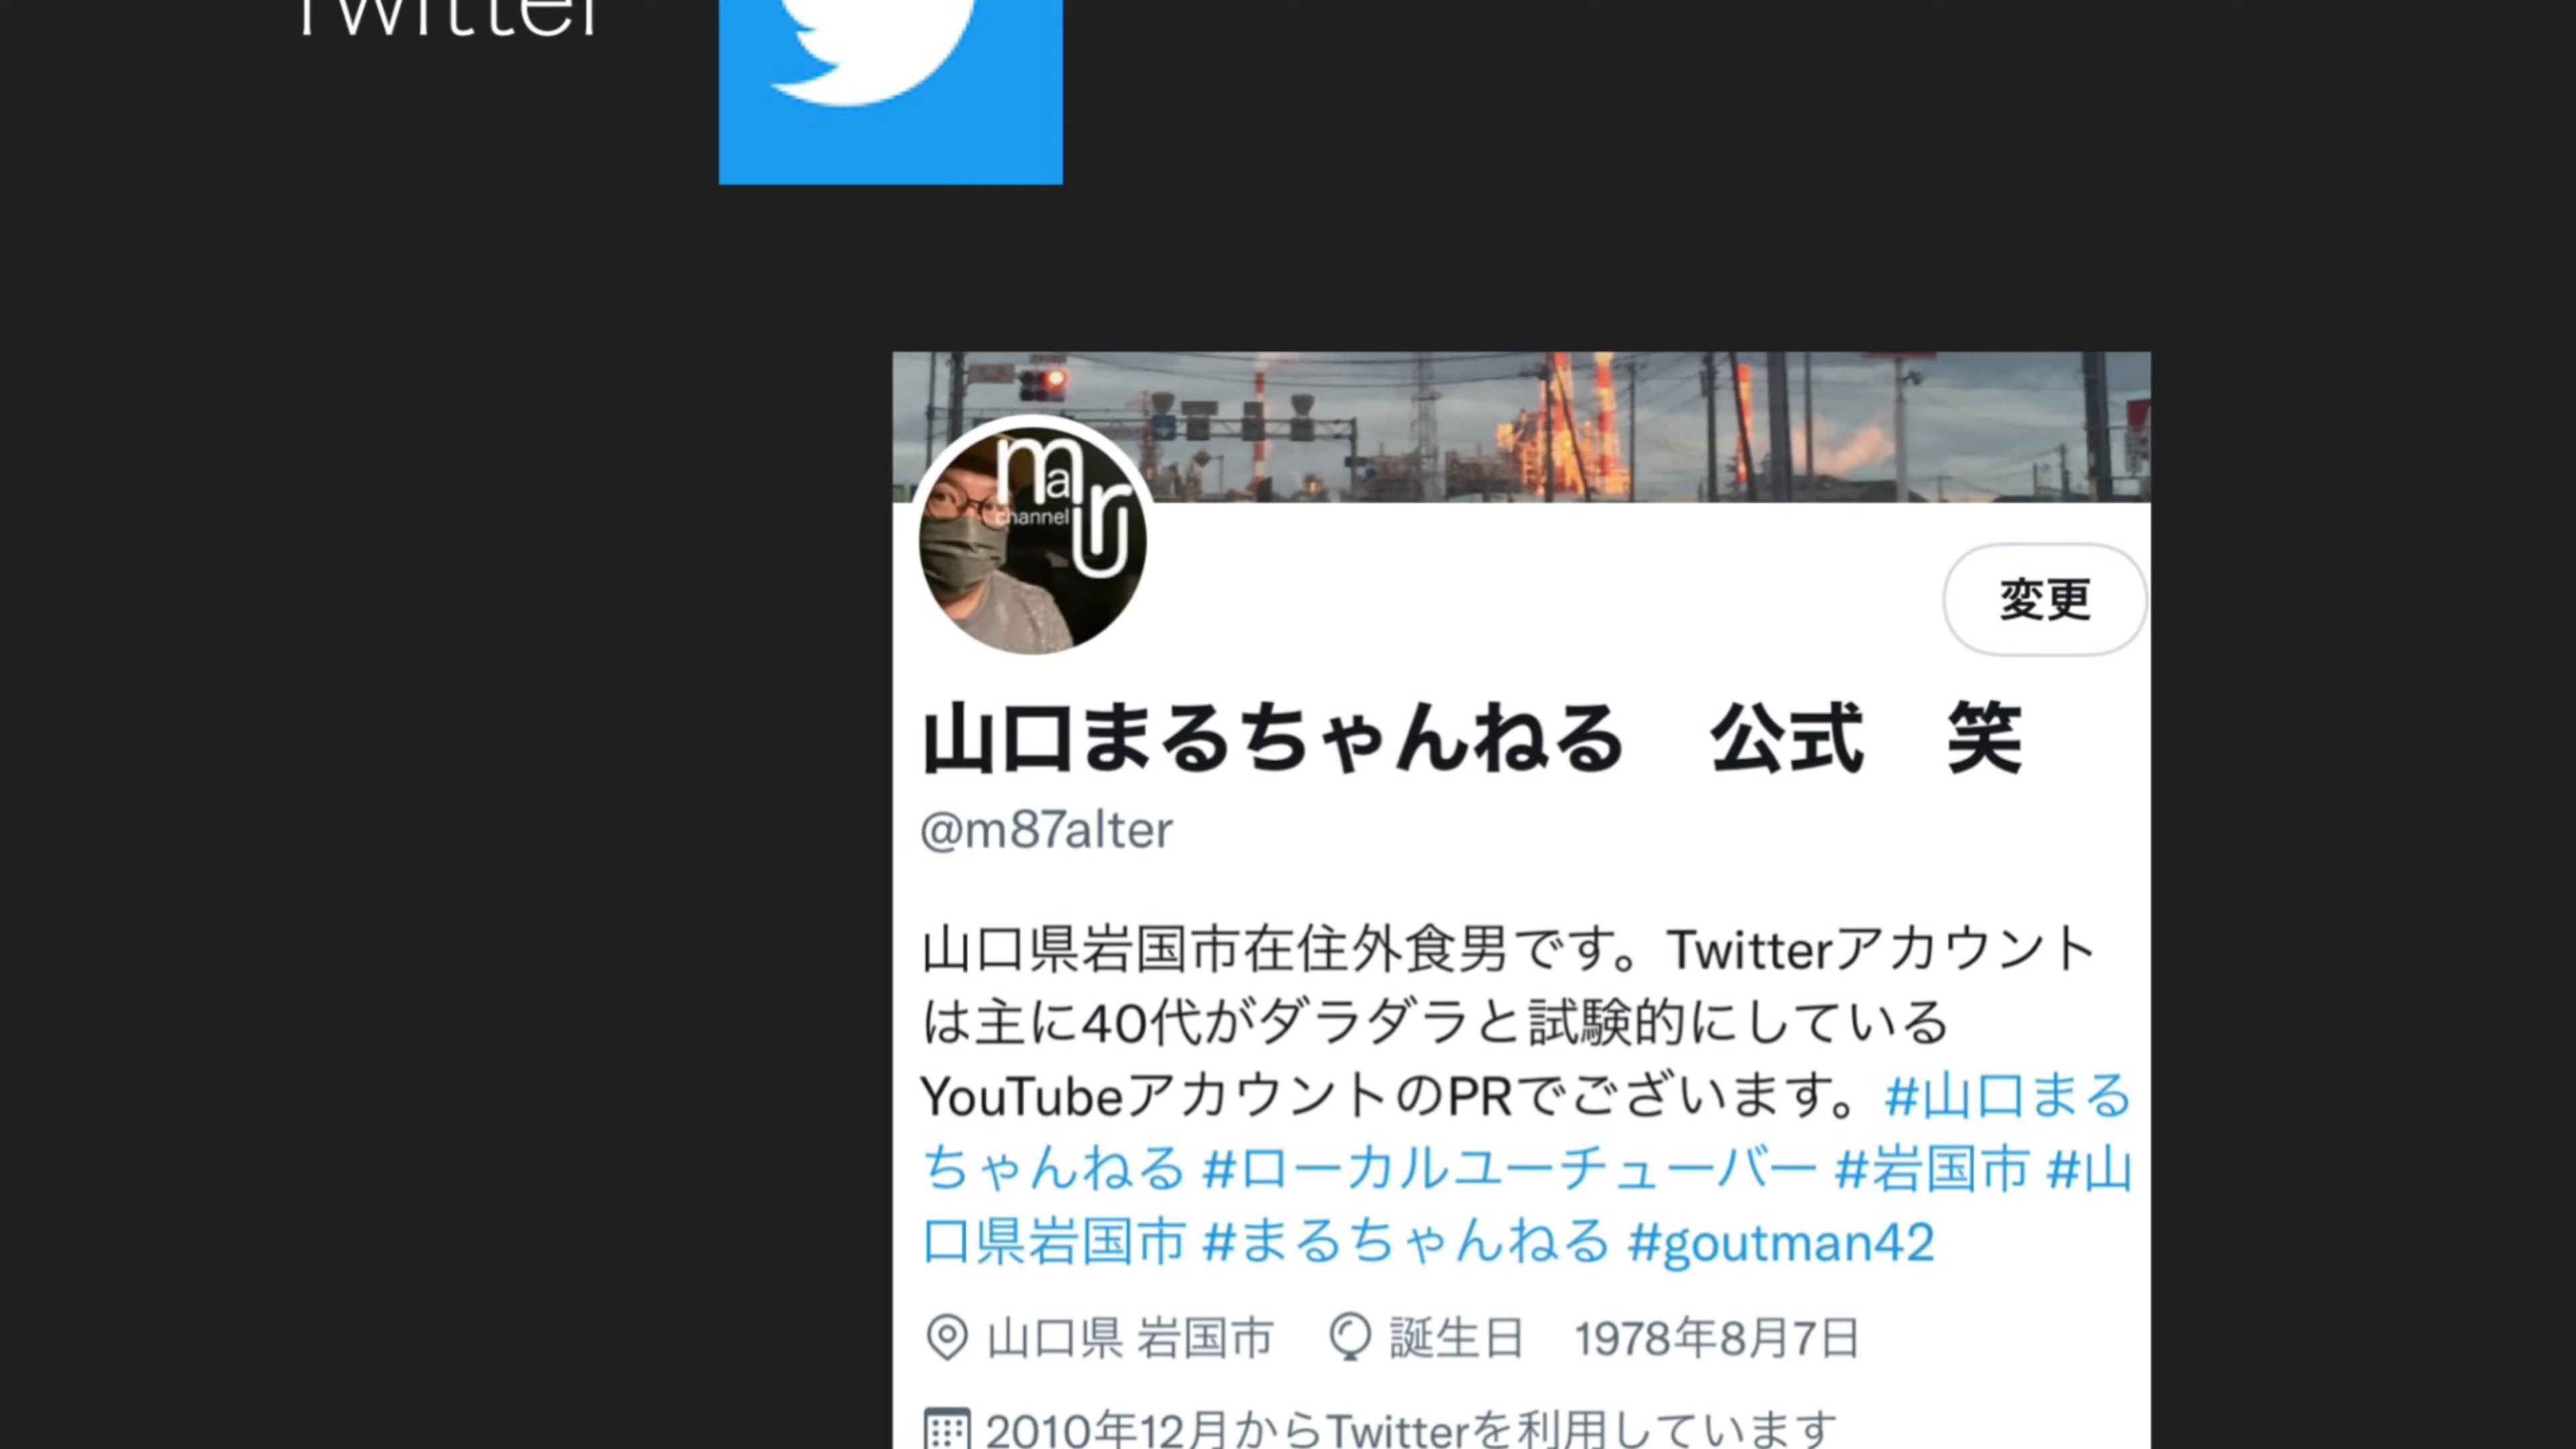 Twitter
maru
channel
変更
山口まるちゃんねる　公式　笑
@m87alter
山口県岩国市在住外食男です。Twitterアカウント
は主に40代がダラダラと試験的にしている
YouTubeアカウントのPRでございます。#山口まる
ちゃんねる #ローカルユーチューバー #岩国市 #山
口県岩国市 #まるちゃんねる #goutman42
山口県 岩国市　誕生日　1978年8月7日
2010年12月からTwitterを利用しています